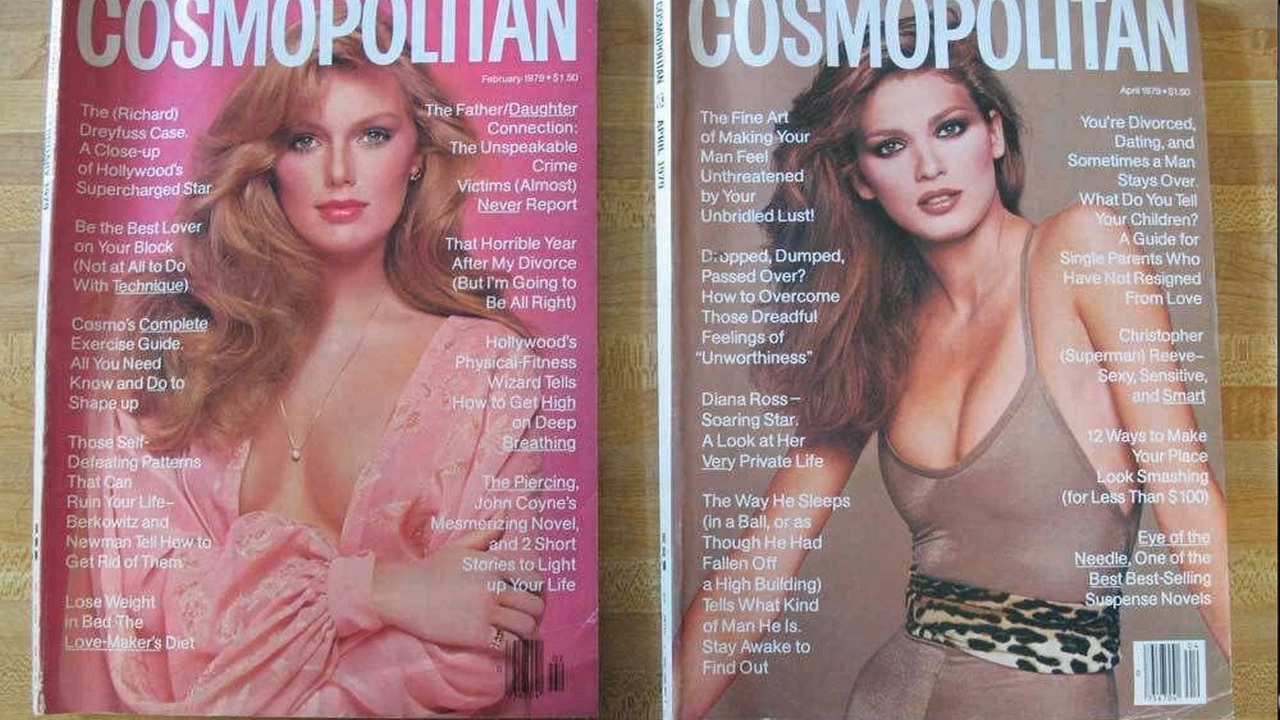 COSMOPOLITAN
February 1979 • $1.50
The (Richard)
Dreyfuss Case.
A Close-up
of Hollywood's
Supercharged Star
Be the Best Lover
on Your Block
(Not at All to Do
With Technique)
Cosmo's Complete
Exercise Guide.
All You Need
Know and Do to
Shape up
Those Self-
Defeating Patterns
That Can
Ruin Your Life–
Berkowitz and
Newman Tell How to
Get Rid of Them
Lose Weight
in Bed The
Love-Maker's Diet
The Father/Daughter
Connection:
The Unspeakable
Crime
Victims (Almost)
Never Report
That Horrible Year
After My Divorce
(But I'm Going to
Be All Right)
Hollywood's
Physical-Fitness
Wizard Tells
How to Get High
on Deep
Breathing
The Piercing,
John Coyne's
Mesmerizing Novel,
and 2 Short
Stories to Light
up Your Life
COSMOPOLITAN
APRIL 1979
COSMOPOLITAN
April 1979 • $1.50
The Fine Art
of Making Your
Man Feel
Unthreatened
by Your
Unbridled Lust!
Dropped, Dumped,
Passed Over?
How to Overcome
Those Dreadful
Feelings of
"Unworthiness"
Diana Ross–
Soaring Star.
A Look at Her
Very Private Life
The Way He Sleeps
(in a Ball, or as
Though He Had
Fallen Off
a High Building)
Tells What Kind
of Man He Is.
Stay Awake to
Find Out
You're Divorced,
Dating, and
Sometimes a Man
Stays Over.
What Do You Tell
Your Children?
A Guide for
Single Parents Who
Have Not Resigned
From Love
Christopher
(Superman) Reeve–
Sexy, Sensitive,
and Smart
12 Ways to Make
Your Place
Look Smashing
(for Less Than $100)
Eye of the
Needle, One of the
Best Best-Selling
Suspense Novels